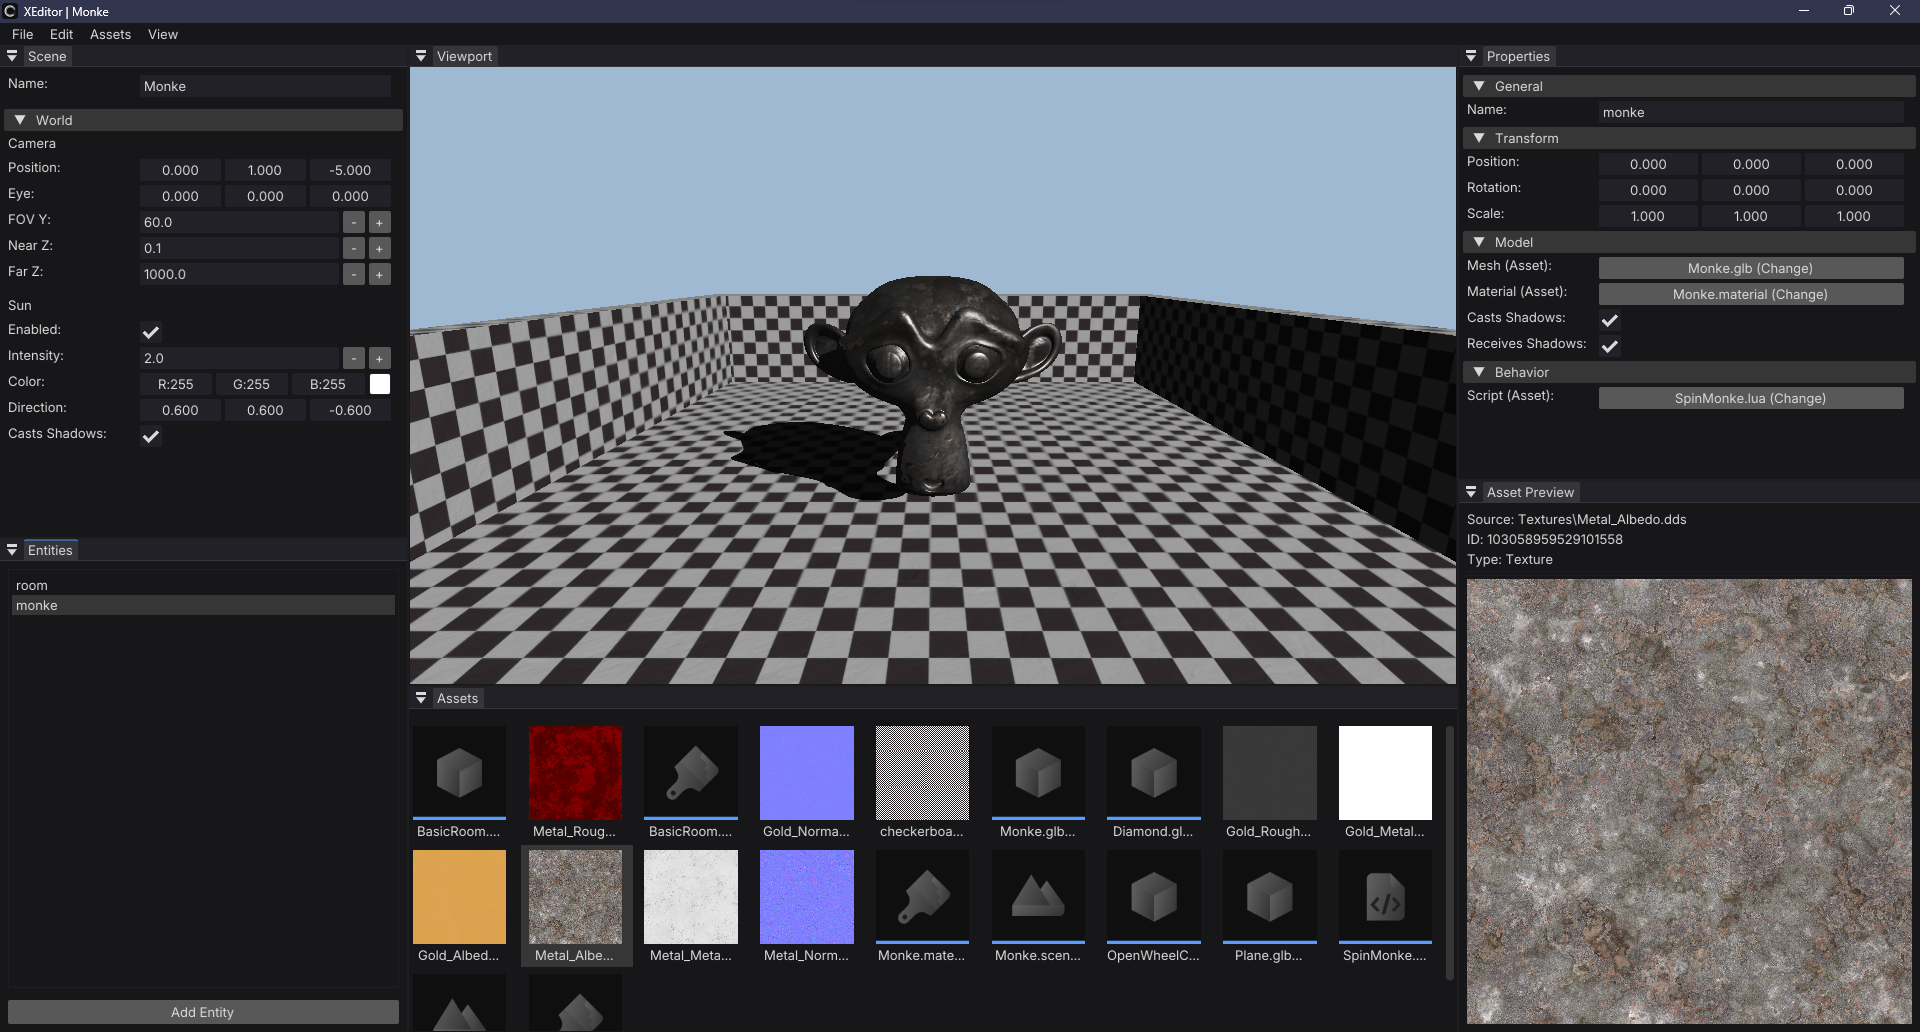 XEditor | Monke
File Edit Assets View
Scene
Name: Monke
World
Camera
Position: 0.000 1.000 -5.000
Eye: 0.000 0.000 0.000
FOV Y: 60.0 - +
Near Z: 0.1 - +
Far Z: 1000.0 - +
Sun
Enabled:
Intensity: 2.0 - +
Color: R:255 G:255 B:255
Direction: 0.600 0.600 -0.600
Casts Shadows:
Entities
room
monke
Add Entity
Viewport
Assets
BasicRoom.... Metal_Roug... BasicRoom.... Gold_Norma... checkerboa... Monke.glb... Diamond.gl... Gold_Rough... Gold_Metal...
Gold_Albed... Metal_Albe... Metal_Meta... Metal_Norm... Monke.mate... Monke.scen... OpenWheelC... Plane.glb... SpinMonke....
Properties
General
Name: monke
Transform
Position: 0.000 0.000 0.000
Rotation: 0.000 0.000 0.000
Scale: 1.000 1.000 1.000
Model
Mesh (Asset): Monke.glb (Change)
Material (Asset): Monke.material (Change)
Casts Shadows:
Receives Shadows:
Behavior
Script (Asset): SpinMonke.lua (Change)
Asset Preview
Source: Textures\Metal_Albedo.dds
ID: 103058959529101558
Type: Texture